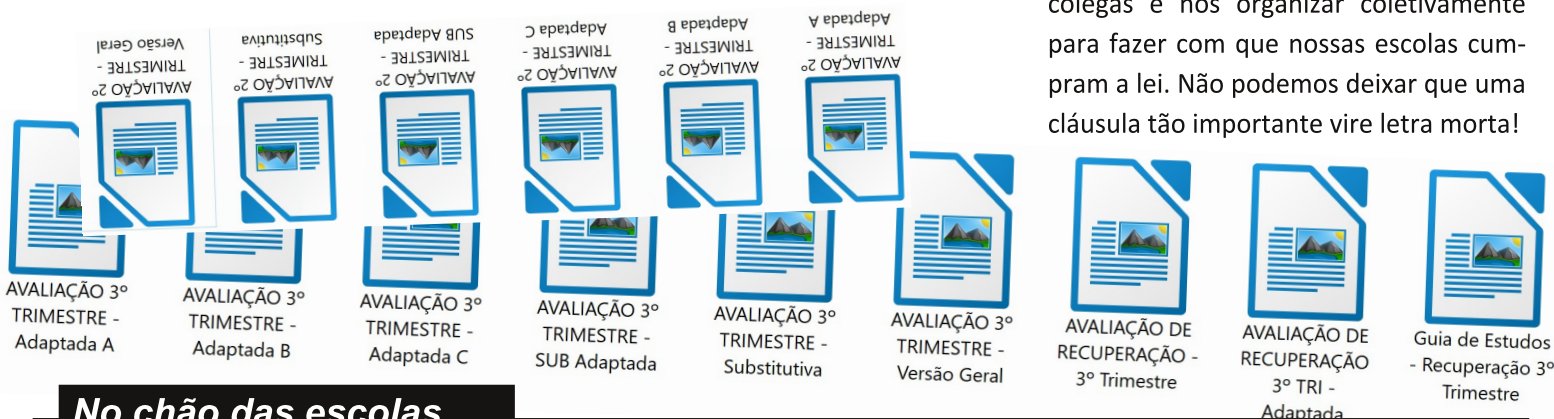 colegas e nos organizar coletivamente
para fazer com que nossas escolas cum-
pram a lei. Não podemos deixar que uma
cláusula tão importante vire letra morta!
Versão Geral
TRIMESTRE -
AVALIAÇÃO 2º
Substitutiva
TRIMESTRE -
AVALIAÇÃO 2º
SUB Adaptada
TRIMESTRE -
AVALIAÇÃO 2º
Adaptada C
TRIMESTRE -
AVALIAÇÃO 2º
Adaptada B
TRIMESTRE -
AVALIAÇÃO 2º
Adaptada A
TRIMESTRE -
AVALIAÇÃO 2º
AVALIAÇÃO 3º
TRIMESTRE -
Adaptada A
AVALIAÇÃO 3º
TRIMESTRE -
Adaptada B
AVALIAÇÃO 3º
TRIMESTRE -
Adaptada C
AVALIAÇÃO 3º
TRIMESTRE -
SUB Adaptada
AVALIAÇÃO 3º
TRIMESTRE -
Substitutiva
AVALIAÇÃO 3º
TRIMESTRE -
Versão Geral
AVALIAÇÃO DE
RECUPERAÇÃO -
3º Trimestre
AVALIAÇÃO DE
RECUPERAÇÃO
3º TRI -
Adaptada
Guia de Estudos
- Recuperação 3º
Trimestre
No chão das escolas